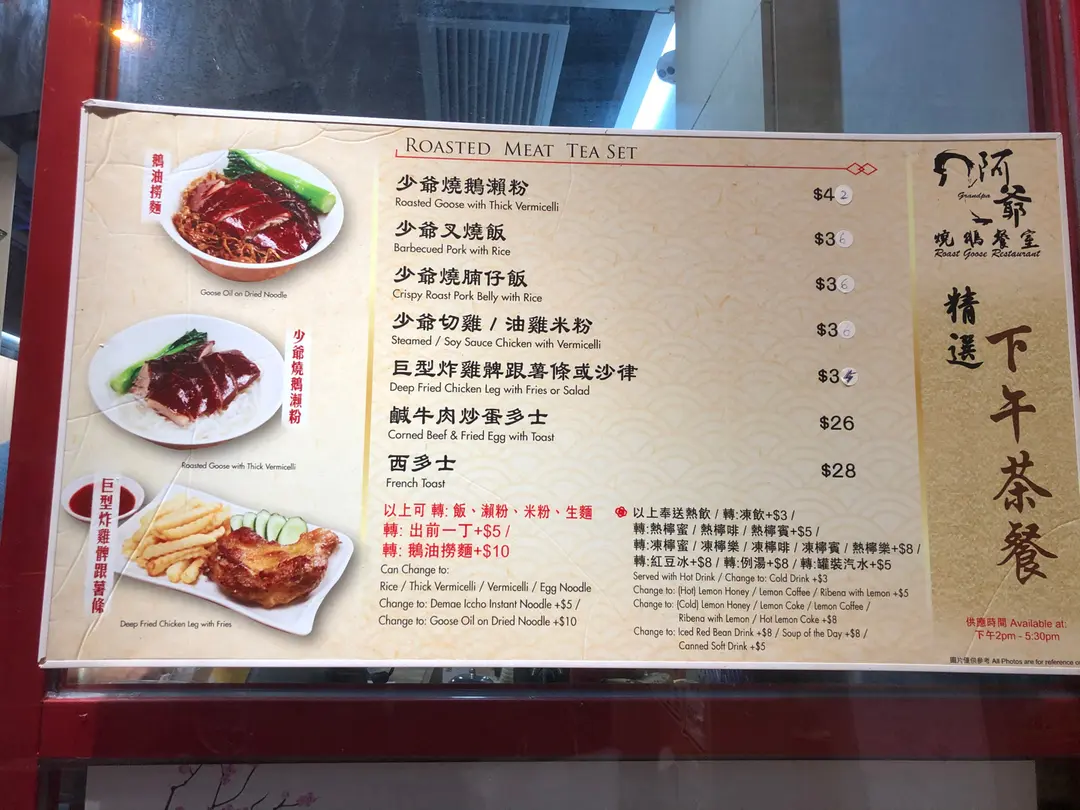 ROASTED MEAT TEA SET
少爺燒鵝瀨粉
Roasted Goose with Thick Vermicelli
$42
少爺叉燒飯
Barbecued Pork with Rice
$36
少爺燒腩仔飯
Crispy Roast Pork Belly with Rice
$36
少爺切雞 / 油雞米粉
Steamed / Soy Sauce Chicken with Vermicelli
$36
巨型炸雞髀跟薯條或沙律
Deep Fried Chicken Leg with Fries or Salad
$34
鹹牛肉炒蛋多士
Corned Beef & Fried Egg with Toast
$26
西多士
French Toast
$28
以上可 轉: 飯、瀨粉、米粉、生麵
轉: 出前一丁+$5 /
轉: 鵝油撈麵+$10
Can Change to:
Rice / Thick Vermicelli / Vermicelli / Egg Noodle
Change to: Demae Iccho Instant Noodle +$5 /
Change to: Goose Oil on Dried Noodle +$10
以上奉送熱飲 / 轉:凍飲+$3 /
轉:熱檸蜜 / 熱檸啡 / 熱檸賓+$5 /
轉:凍檸蜜 / 凍檸樂 / 凍檸啡 / 凍檸賓 / 熱檸樂+$8 /
轉:紅豆冰+$8 / 轉:例湯+$8 / 轉:罐裝汽水+$5
Served with Hot Drink / Change to: Cold Drink +$3
Change to: (Hot) Lemon Honey / Lemon Coffee / Ribena with Lemon +$5
Change to: (Cold) Lemon Honey / Lemon Coke / Lemon Coffee /
Ribena with Lemon / Hot Lemon Coke +$8
Change to: Iced Red Bean Drink +$8 / Soup of the Day +$8 /
Canned Soft Drink +$5
鵝油撈麵
Goose Oil on Dried Noodle
少爺燒鵝瀨粉
Roasted Goose with Thick Vermicelli
巨型炸雞髀跟薯條
Deep Fried Chicken Leg with Fries
阿爺
Grandpa
燒鵝餐室
Roast Goose Restaurant
精選
下午茶餐
供應時間 Available at:
下午2pm - 5:30pm
圖片僅供參考 All Photos are for reference